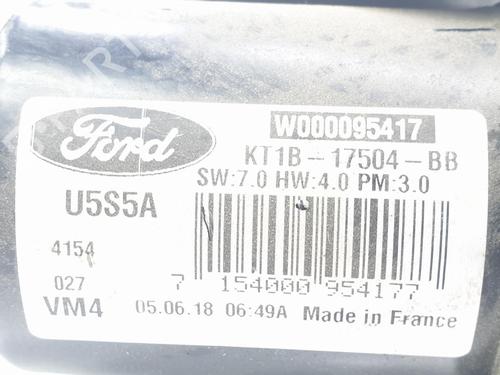 Ford
W000095417
KT1B-17504-BB
SW:7.0 HW:4.0 PM:3.0
U5S5A
4154
027
7 154000 954177
VM4 05.06.18 06:49A Made in France